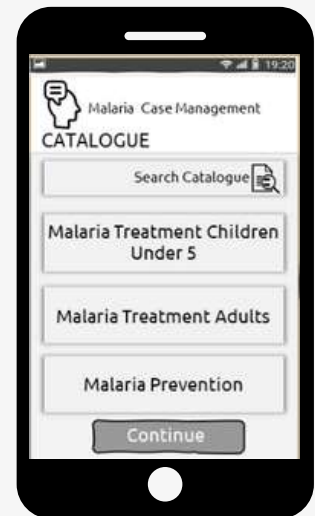 19:20
Malaria Case Management
CATALOGUE
Search Catalogue
Malaria Treatment Children
Under 5
Malaria Treatment Adults
Malaria Prevention
Continue